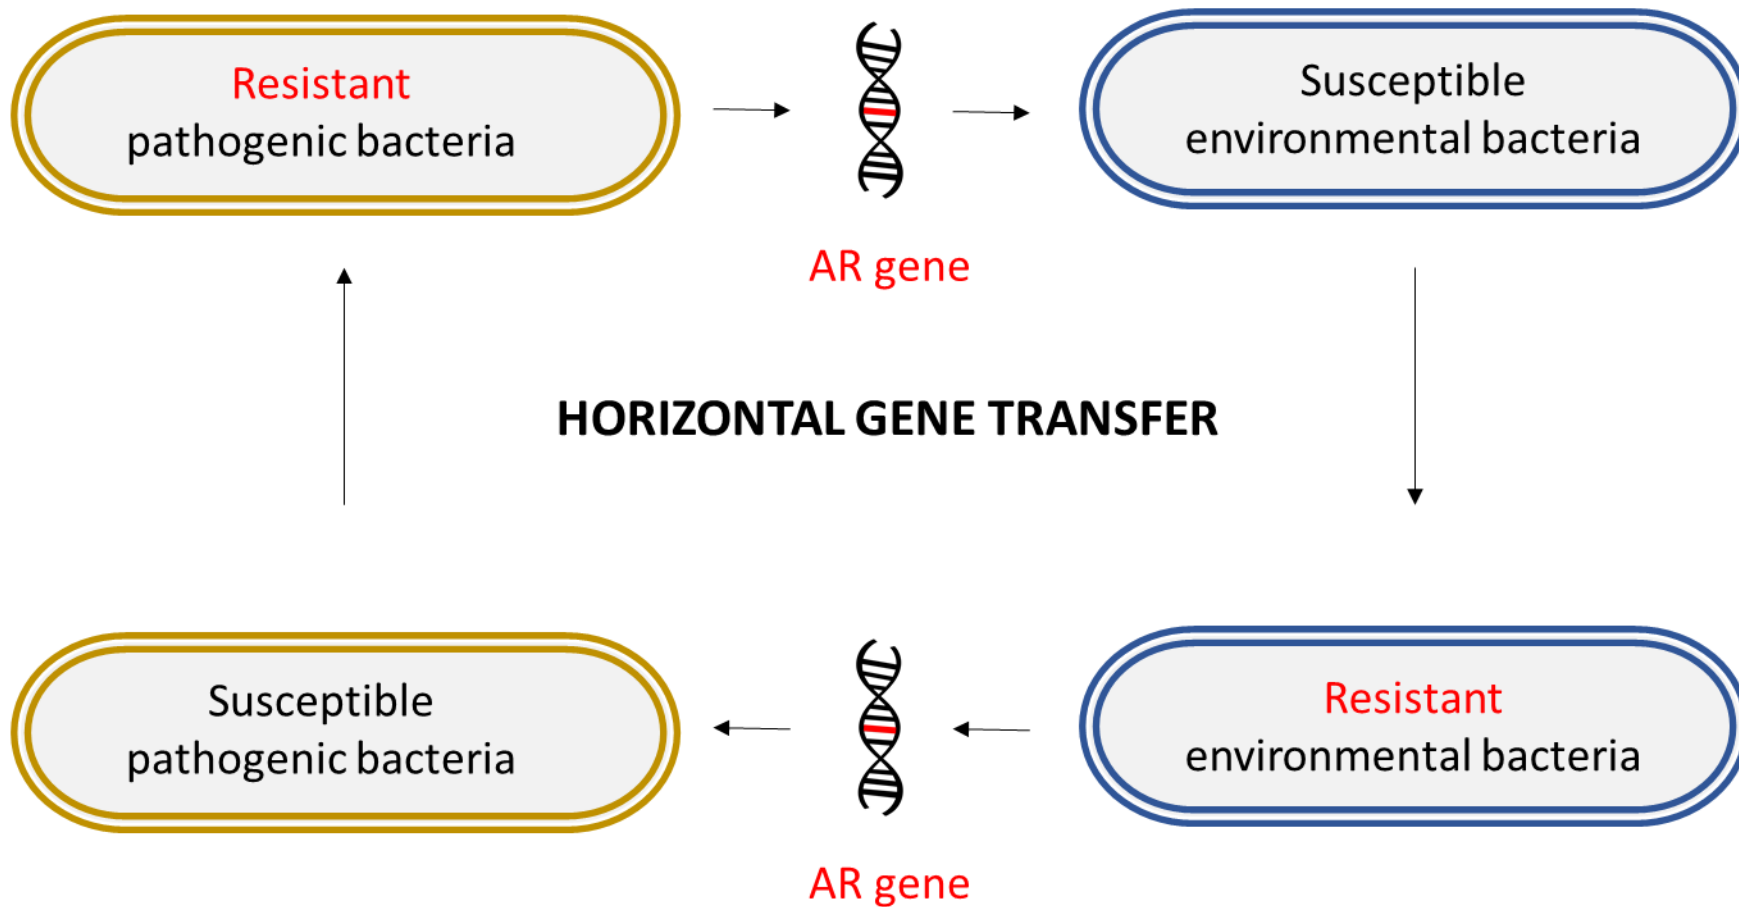 Resistant
pathogenic bacteria
Susceptible
environmental bacteria
AR gene
HORIZONTAL GENE TRANSFER
Susceptible
pathogenic bacteria
Resistant
environmental bacteria
AR gene